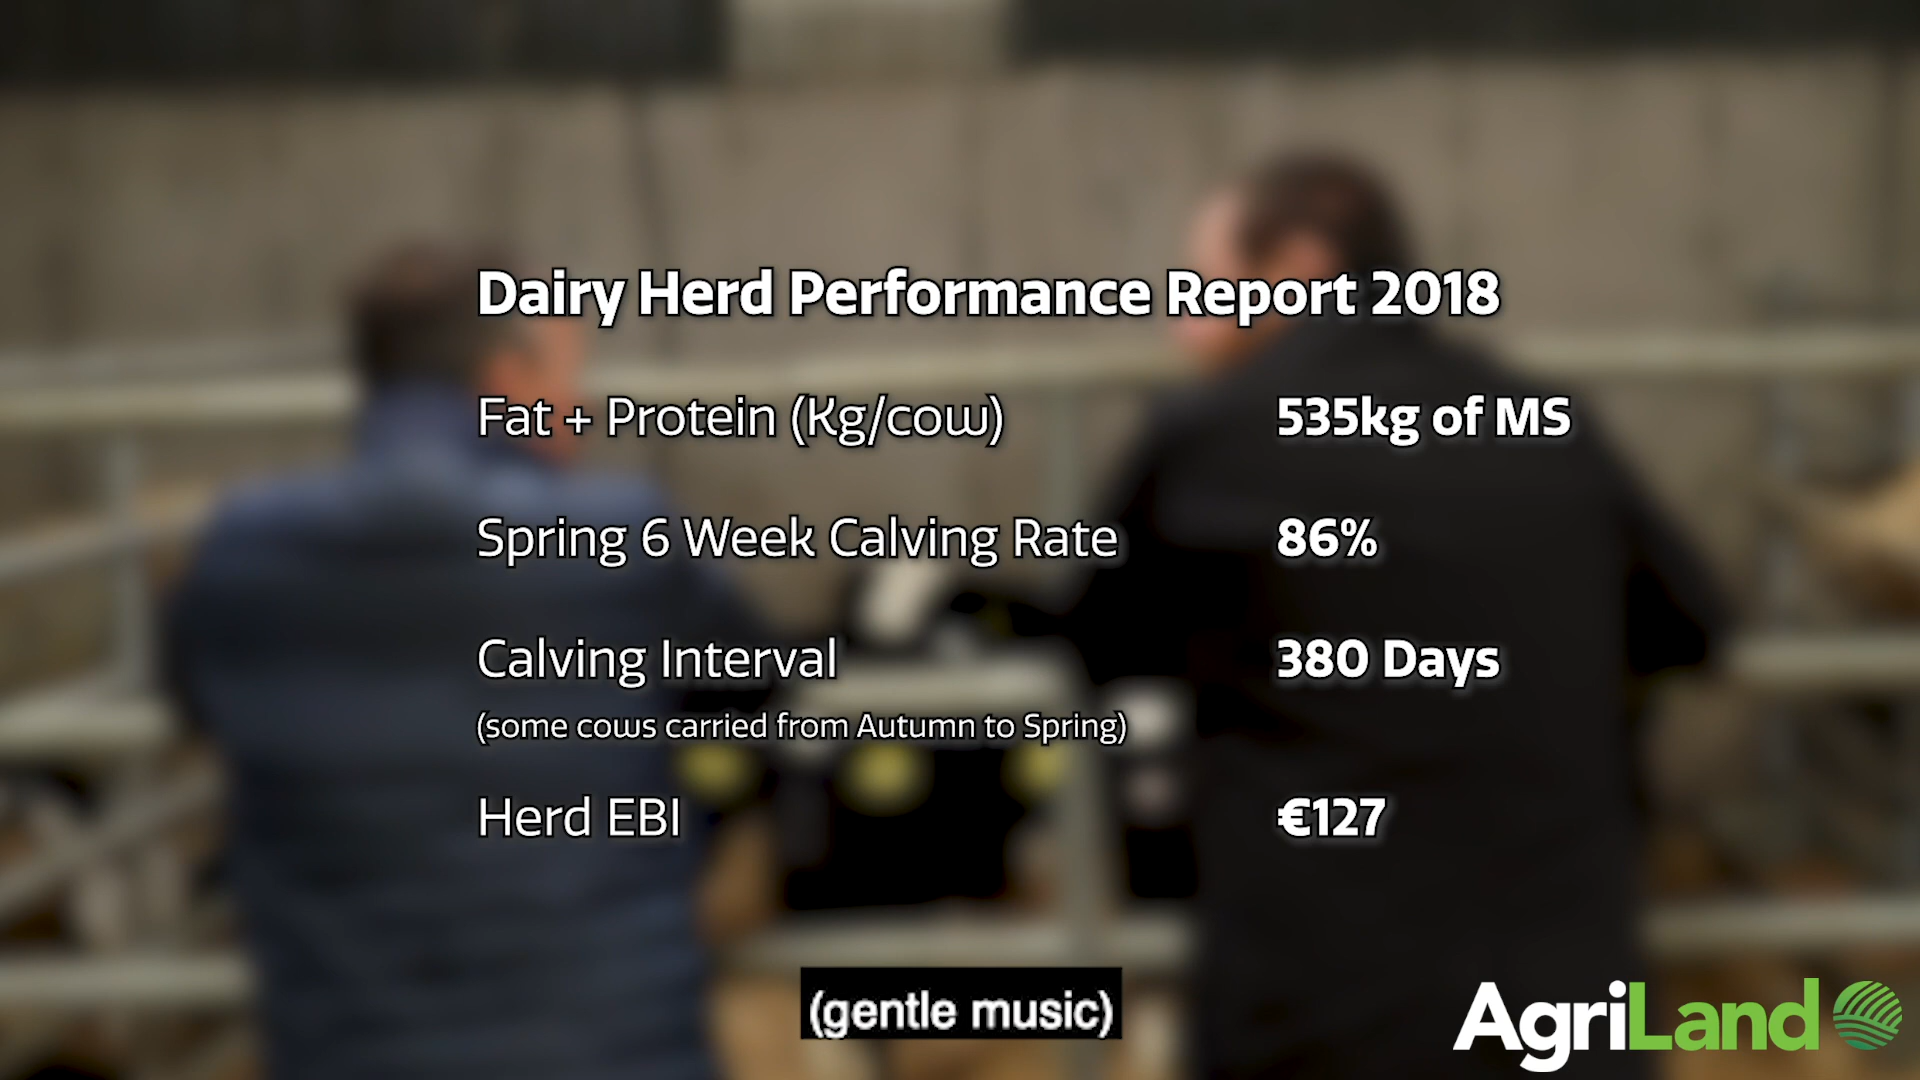 Dairy Herd Performance Report 2018
Fat + Protein (Kg/cow) 535kg of MS
Spring 6 Week Calving Rate 86%
Calving Interval 380 Days
(some cows carried from Autumn to Spring)
Herd EBI €127
(gentle music)
AgriLand